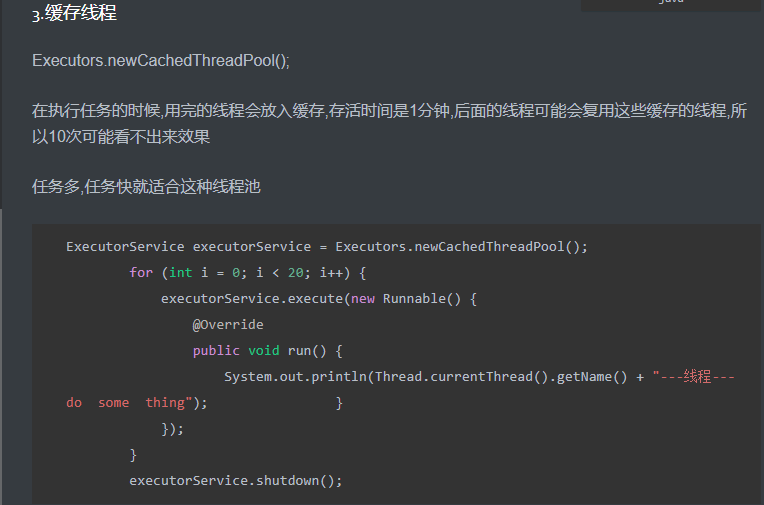 java
3.缓存线程
Executors.newCachedThreadPool();
在执行任务的时候,用完的线程会放入缓存,存活时间是1分钟,后面的线程可能会复用这些缓存的线程,所
以10次可能看不出来效果
任务多,任务快就适合这种线程池
ExecutorService executorService = Executors.newCachedThreadPool();
for (int i = 0; i < 20; i++) {
executorService.execute(new Runnable() {
@Override
public void run() {
System.out.println(Thread.currentThread().getName() + "---线程---
do  some  thing"); }
});
}
executorService.shutdown();